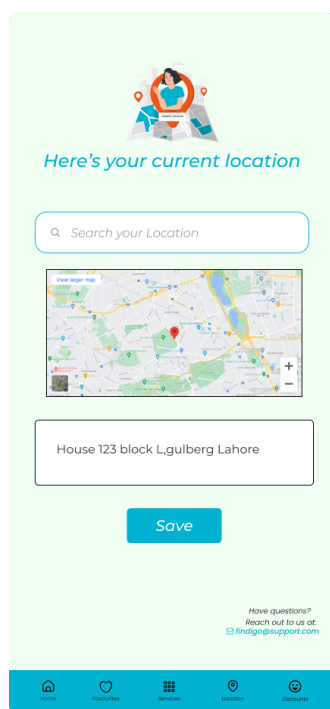 CURRENT LOCATION
Here's your current location
Search your Location
View larger map
+
−
House 123 block L,gulberg Lahore
Save
Have questions?
Reach out to us at:
findigo@support.com
Home
Favourites
Services
Location
Discounts